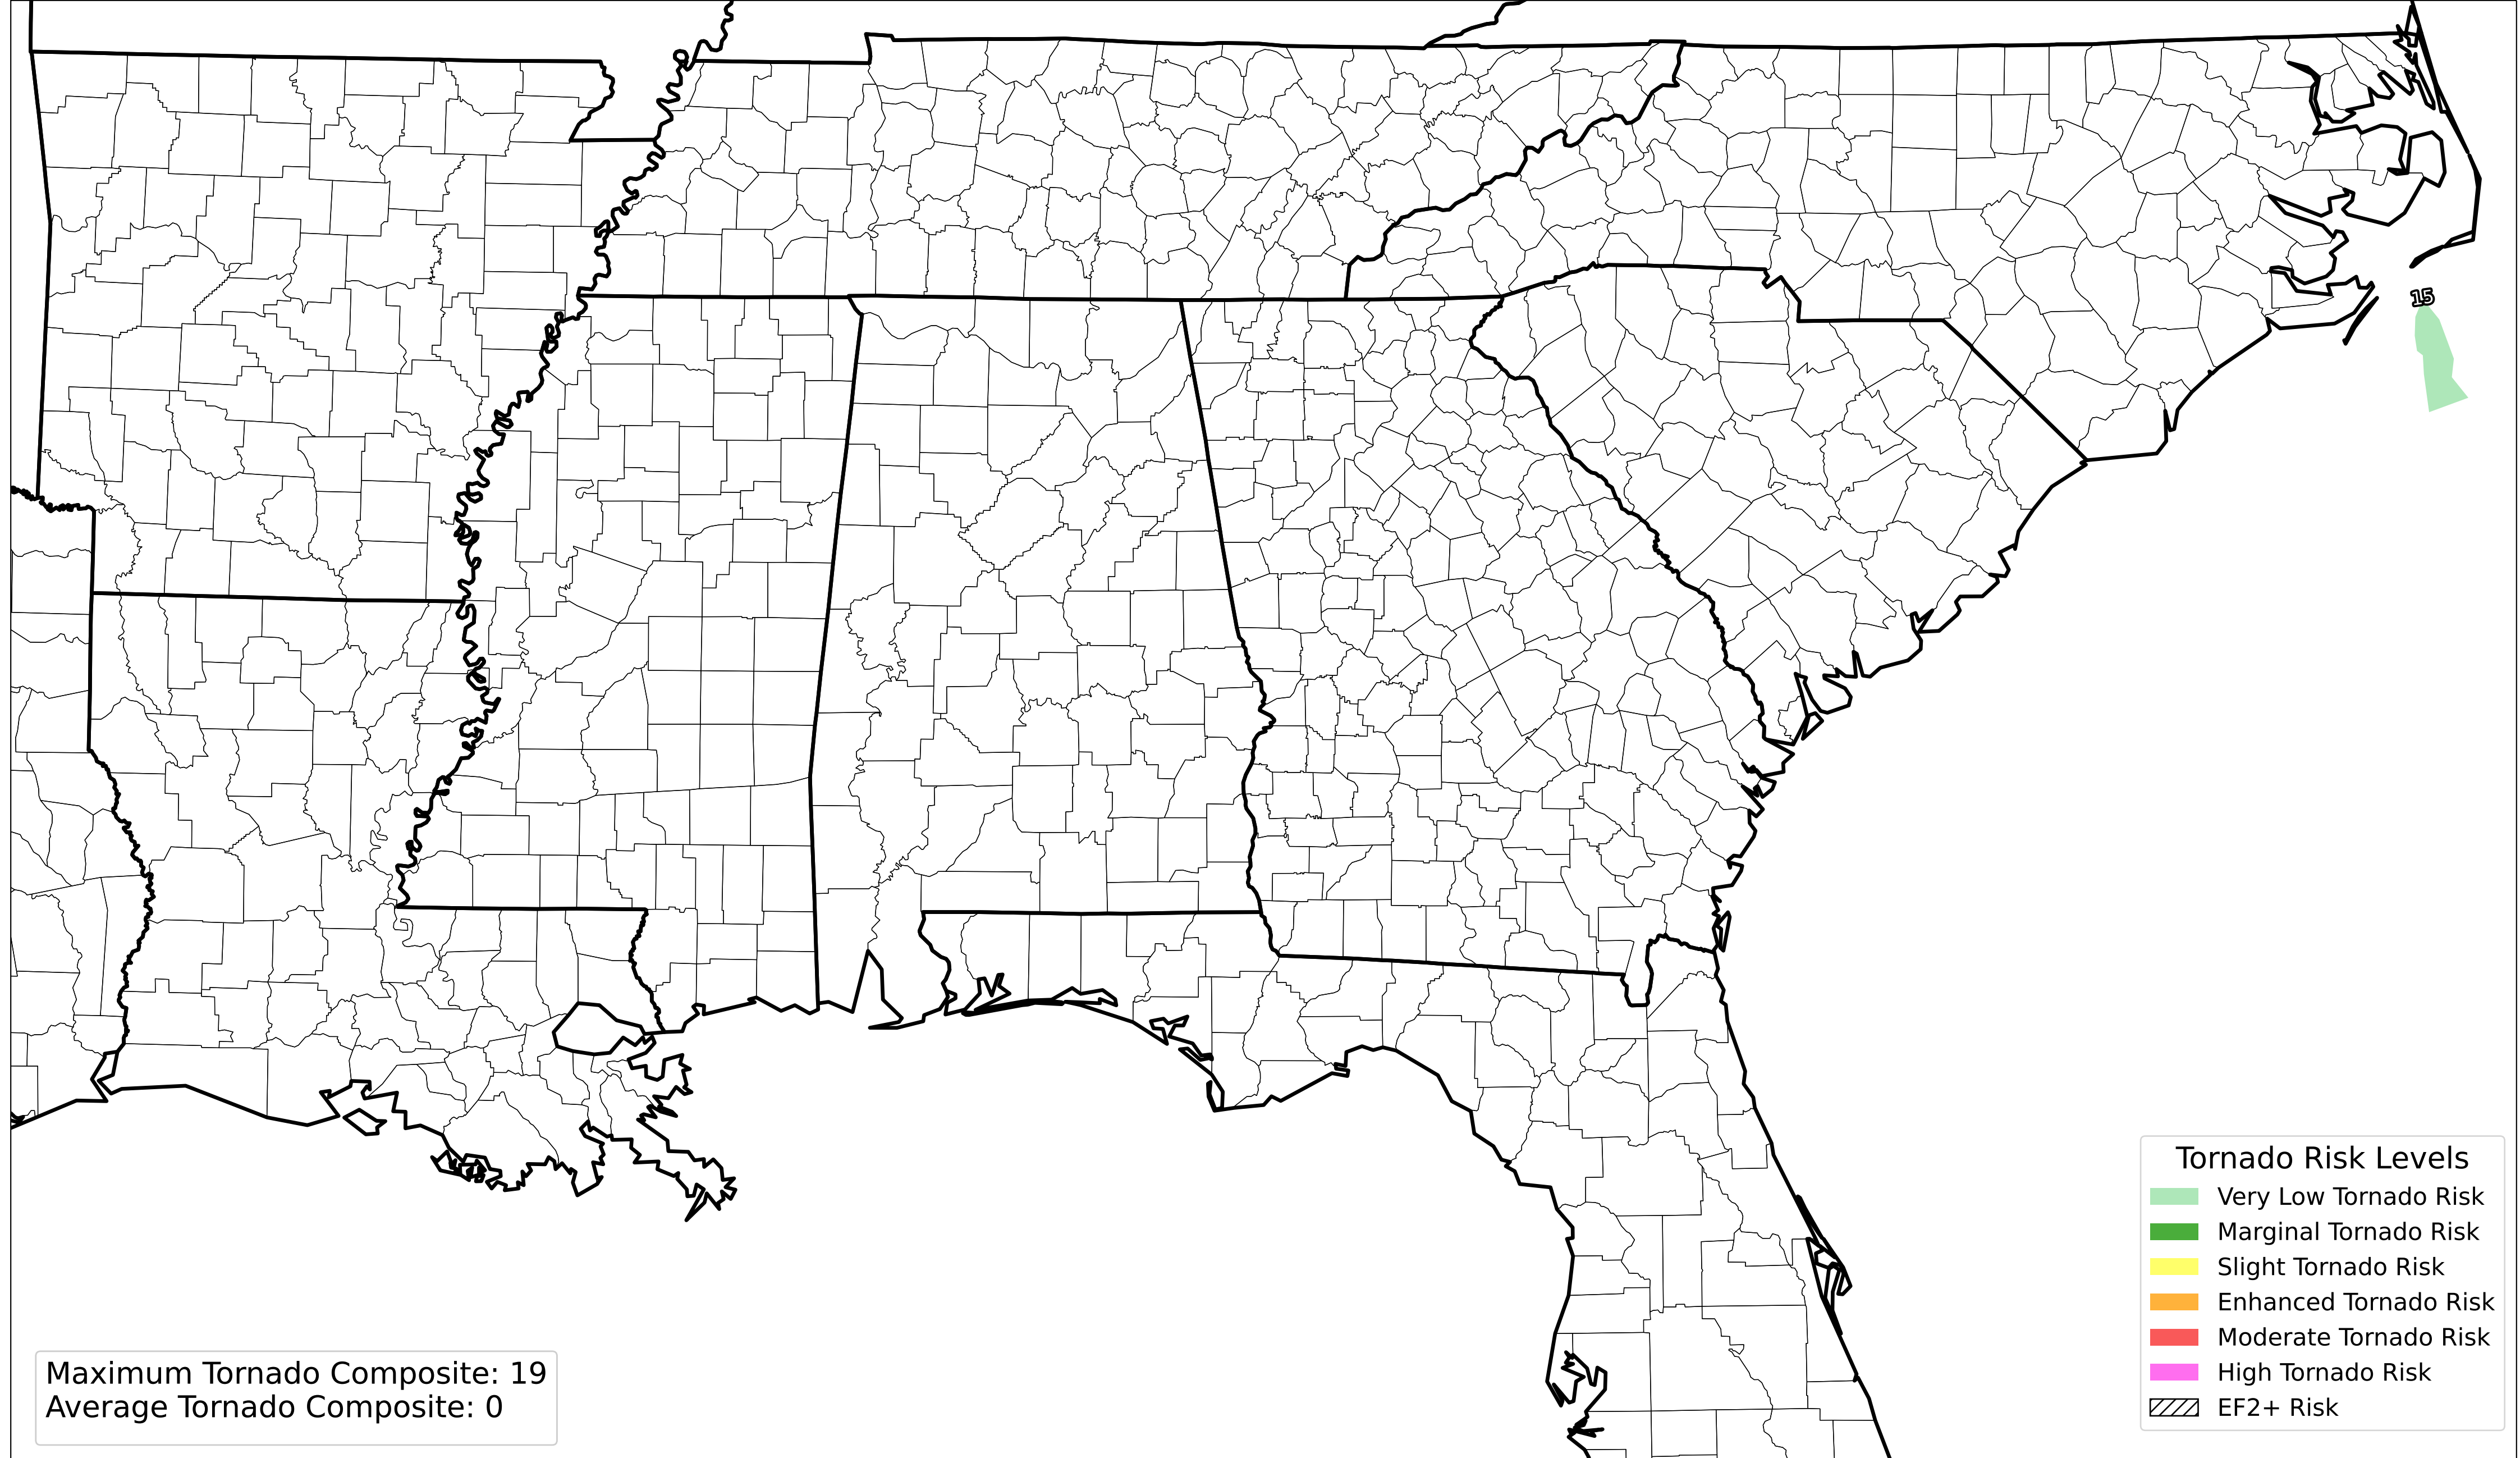 15
Tornado Risk Levels
Very Low Tornado Risk
Marginal Tornado Risk
Slight Tornado Risk
Enhanced Tornado Risk
Moderate Tornado Risk
High Tornado Risk
EF2+ Risk
Maximum Tornado Composite: 19
Average Tornado Composite: 0